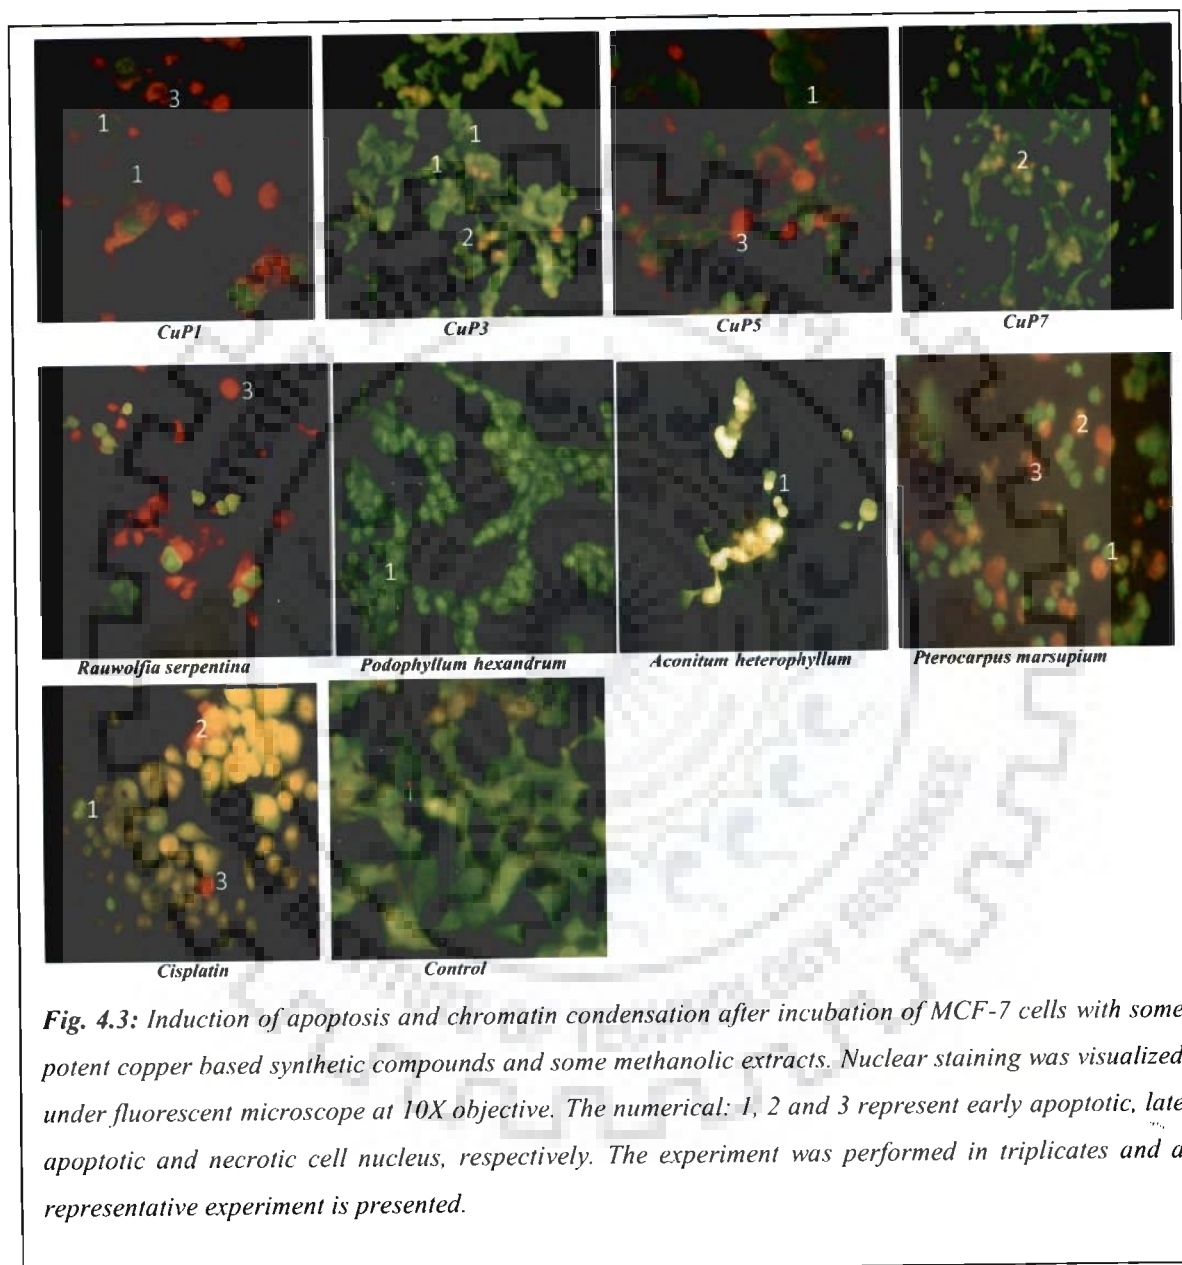 1
3
1
CuP1
1
1
2
CuP3
1
3
CuP5
2
CuP7
3
Rauwolfia serpentina
1
Podophyllum hexandrum
1
Aconitum heterophyllum
2
3
1
Pterocarpus marsupium
2
1
3
Cisplatin
Control
Fig. 4.3: Induction of apoptosis and chromatin condensation after incubation of MCF-7 cells with some
potent copper based synthetic compounds and some methanolic extracts. Nuclear staining was visualized
under fluorescent microscope at 10X objective. The numerical: 1, 2 and 3 represent early apoptotic, late
apoptotic and necrotic cell nucleus, respectively. The experiment was performed in triplicates and a
representative experiment is presented.